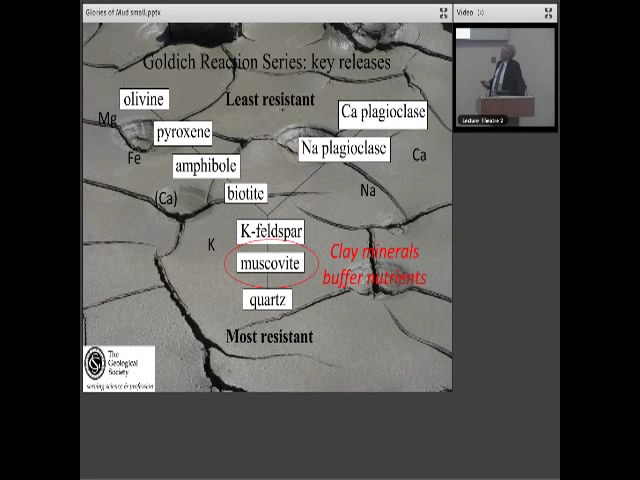 Glories of Mud small.pptx
Video
Goldich Reaction Series: key releases
olivine
Least resistant
Ca plagioclase
Mg
pyroxene
Na plagioclase
Fe
amphibole
Ca
(Ca)
biotite
Na
K-feldspar
K
muscovite
Clay minerals
buffer nutrients
quartz
Most resistant
The
Geological
Society
serving science & profession
Lecture Theatre 2